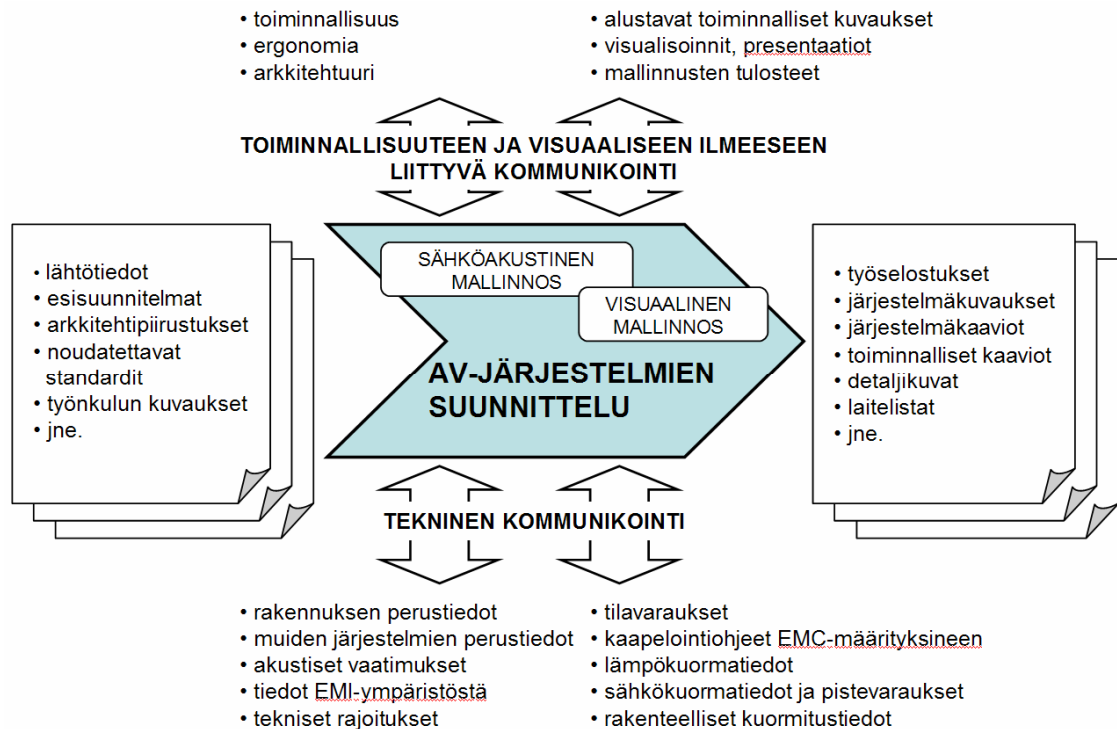 • toiminnallisuus
• ergonomia
• arkkitehtuuri
• alustavat toiminnalliset kuvaukset
• visualisoinnit, presentaatiot
• mallinnusten tulosteet
TOIMINNALLISUUTEEN JA VISUAALISEEN ILMEESEEN
LIITTYVÄ KOMMUNIKOINTI
• lähtötiedot
• esisuunnitelmat
• arkkitehtipiirustukset
• noudatettavat
standardit
• työnkulun kuvaukset
• jne.
SÄHKÖAKUSTINEN
MALLINNOS
VISUAALINEN
MALLINNOS
AV-JÄRJESTELMIEN
SUUNNITTELU
• työselostukset
• järjestelmäkuvaukset
• järjestelmäkaaviot
• toiminnalliset kaaviot
• detaljikuvat
• laitelistat
• jne.
TEKNINEN KOMMUNIKOINTI
• rakennuksen perustiedot
• muiden järjestelmien perustiedot
• akustiset vaatimukset
• tiedot EMI-ympäristöstä
• tekniset rajoitukset
• tilavaraukset
• kaapelointiohjeet EMC-määrityksineen
• lämpökuormatiedot
• sähkökuormatiedot ja pistevaraukset
• rakenteelliset kuormitustiedot